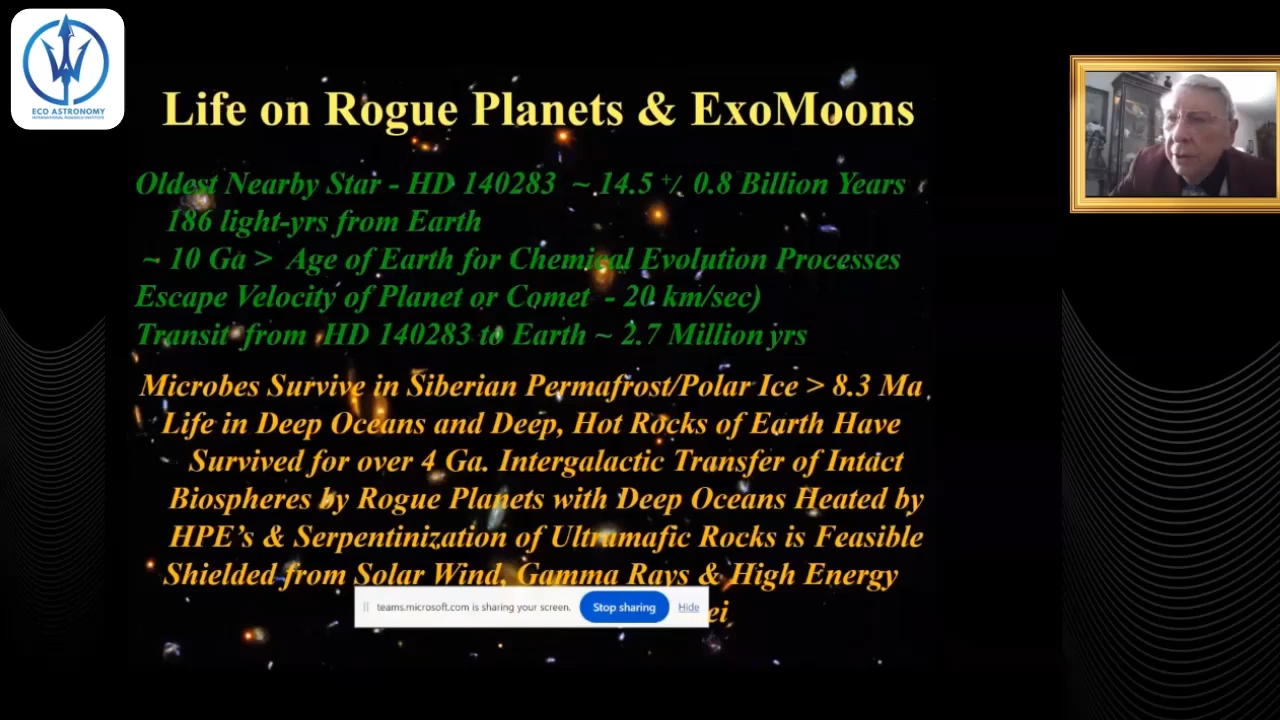 ECO ASTRONOMY
INTERNATIONAL RESEARCH INSTITUTE
Life on Rogue Planets & ExoMoons
Oldest Nearby Star - HD 140283 ~ 14.5 +/ 0.8 Billion Years
186 light-yrs from Earth
~ 10 Ga > Age of Earth for Chemical Evolution Processes
Escape Velocity of Planet or Comet - 20 km/sec)
Transit from HD 140283 to Earth ~ 2.7 Million yrs
Microbes Survive in Siberian Permafrost/Polar Ice > 8.3 Ma
Life in Deep Oceans and Deep, Hot Rocks of Earth Have
Survived for over 4 Ga. Intergalactic Transfer of Intact
Biospheres by Rogue Planets with Deep Oceans Heated by
HPE's & Serpentinization of Ultramafic Rocks is Feasible
Shielded from Solar Wind, Gamma Rays & High Energy
ei
teams.microsoft.com is sharing your screen. Stop sharing Hide